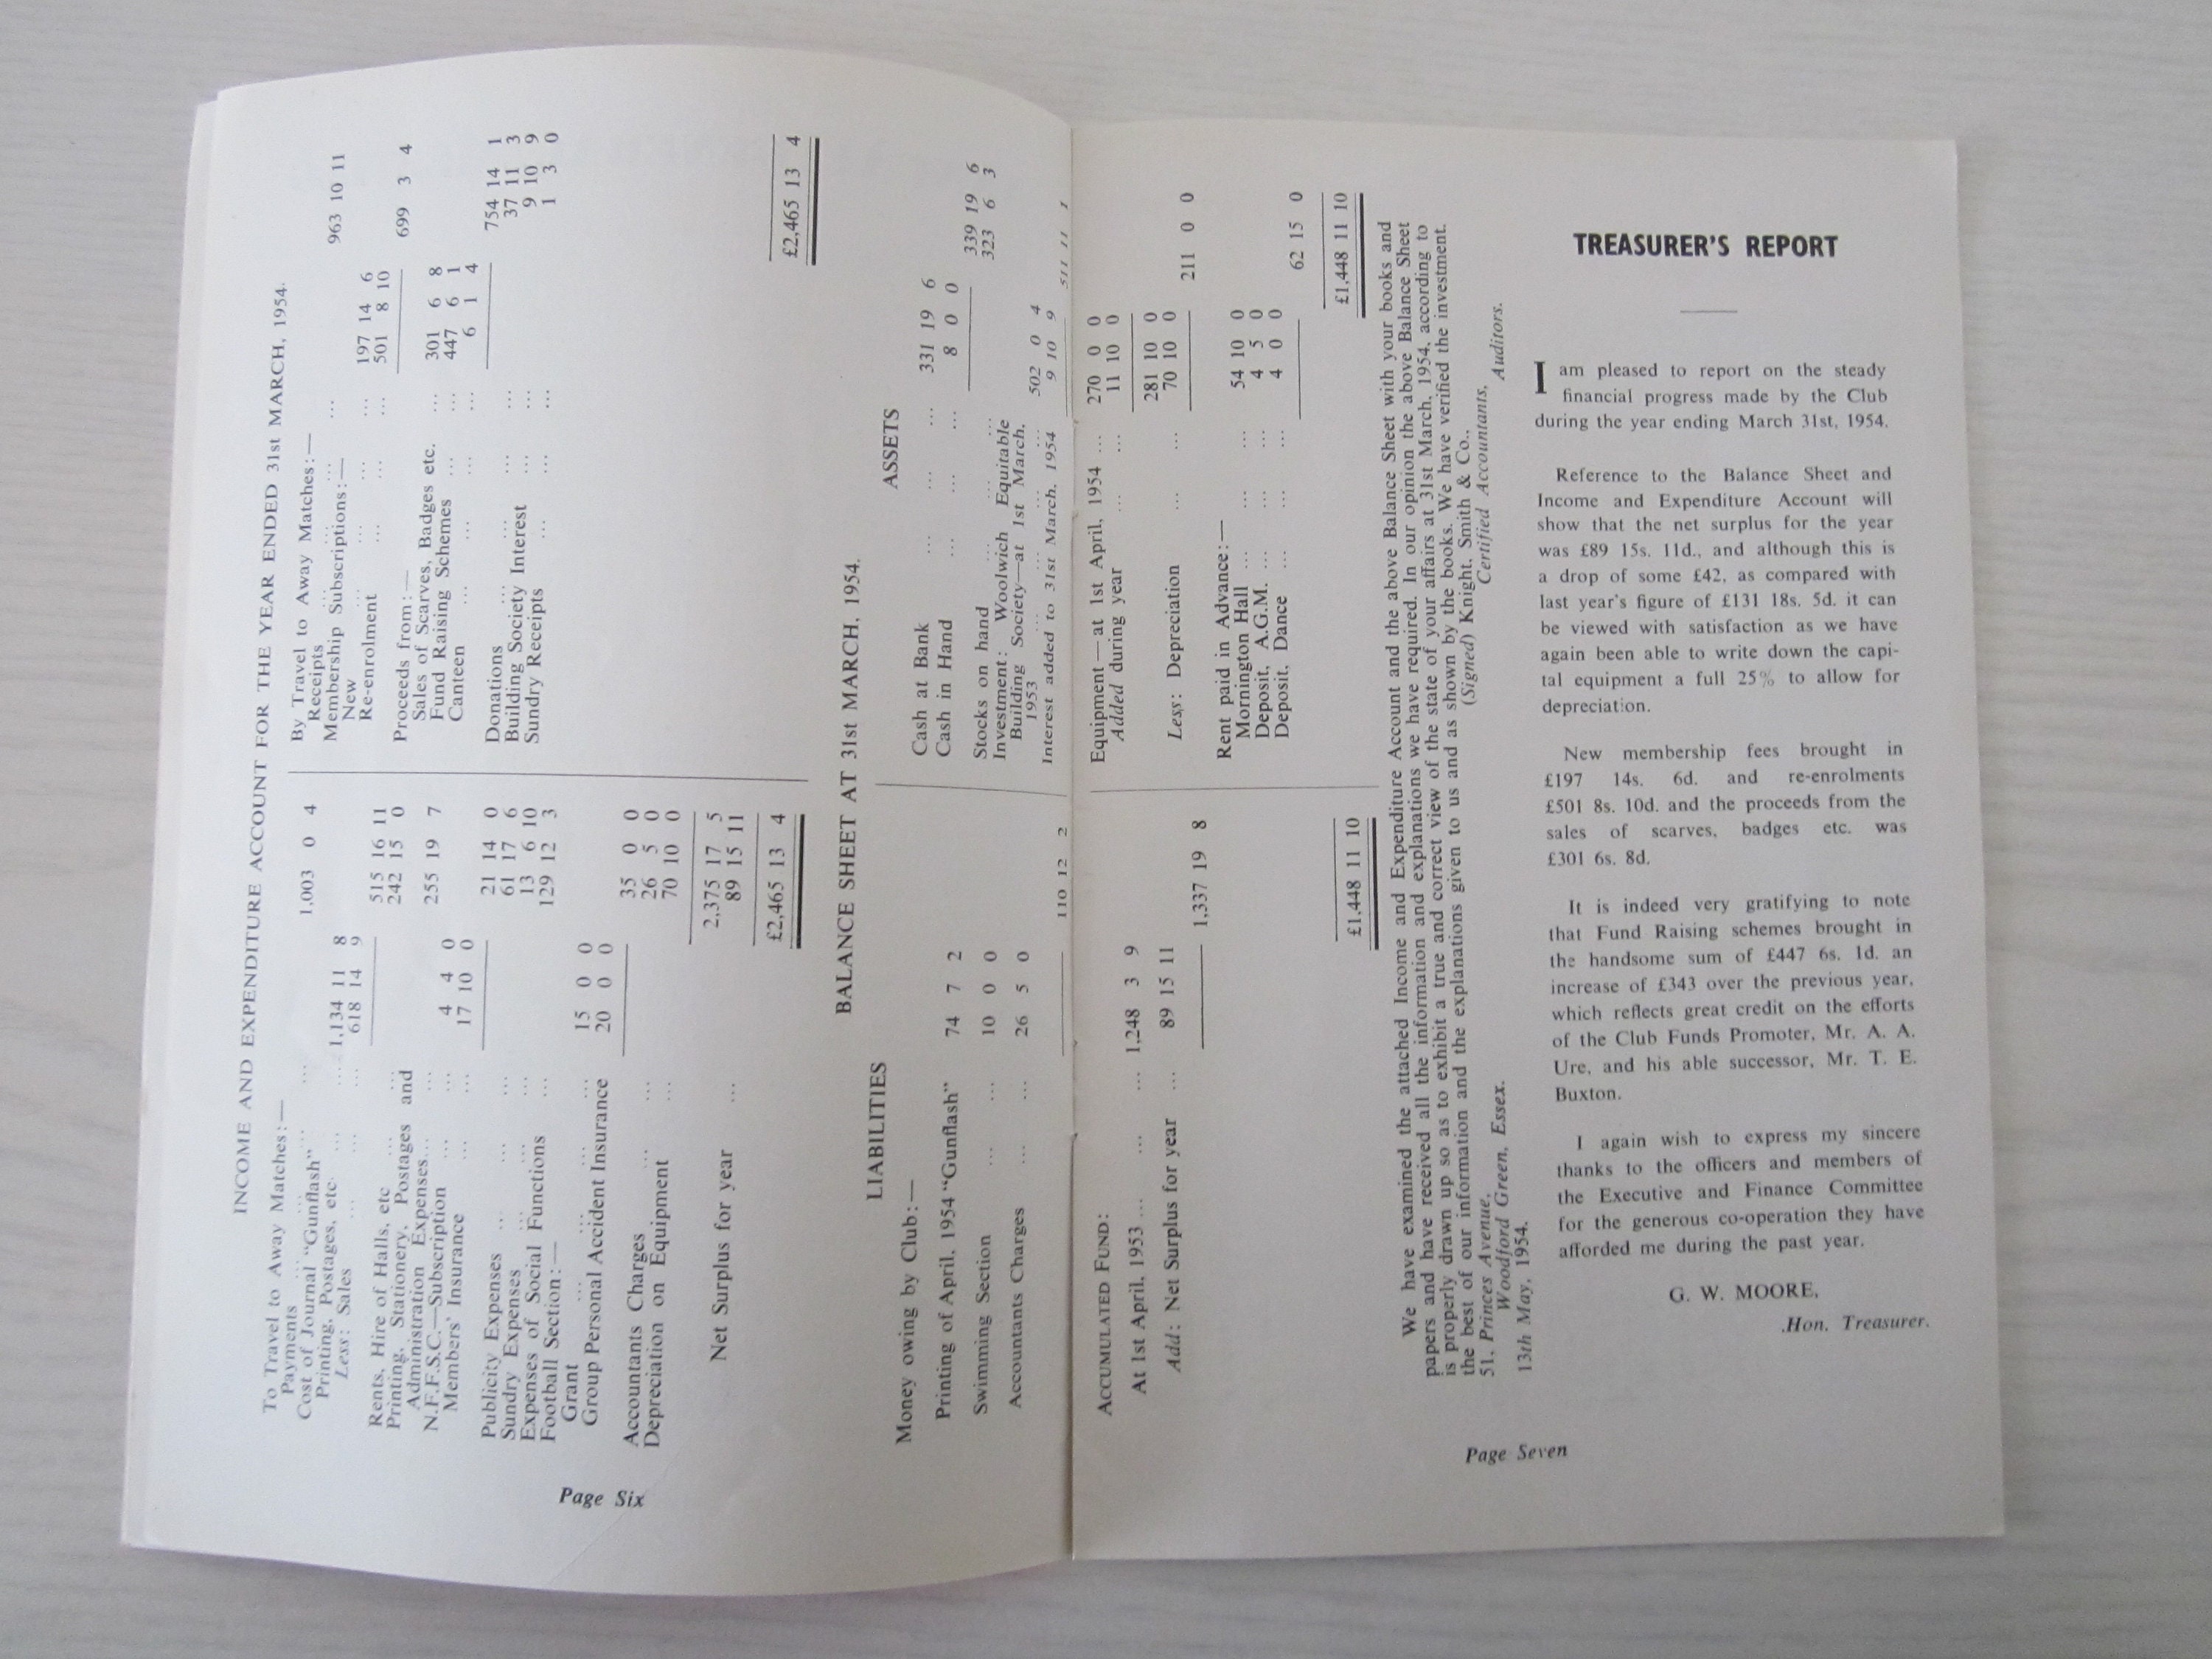 INCOME AND EXPENDITURE ACCOUNT FOR THE YEAR ENDED 31st MARCH, 1954.
To Travel to Away Matches:—
Payments ... ... 1,003 0 4
Cost of Journal "Gunflash" ...
Printing, Postages, etc. ... 1,134 11 8
Less: Sales ... ... 618 14 9
515 16 11
Rents, Hire of Halls, etc ... 242 15 0
Printing, Stationery, Postages and
Administration Expenses ... ... 255 19 7
N.F.F.S.C.—Subscription ... ... 4 4 0
Members' Insurance ... ... 17 10 0
21 14 0
Publicity Expenses ... ... ... 61 17 6
Sundry Expenses ... ... ... 13 6 10
Expenses of Social Functions ... 129 12 3
Football Section:—
Grant ... ... 15 0 0
Group Personal Accident Insurance 20 0 0
35 0 0
Accountants Charges ... ... 26 5 0
Depreciation on Equipment ... 70 10 0
2,375 17 5
Net Surplus for year ... 89 15 11
£2,465 13 4
By Travel to Away Matches:—
Receipts ... ... ... 963 10 11
Membership Subscriptions:—
New ... ... ... 197 14 6
Re-enrolment ... ... ... 501 8 10
699 3 4
Proceeds from:—
Sales of Scarves, Badges etc. ... 301 6 8
Fund Raising Schemes ... ... 447 6 1
Canteen ... ... ... 6 1 4
754 14 1
Donations ... ... ... 37 11 3
Building Society Interest ... ... 9 10 9
Sundry Receipts ... ... ... 1 3 0
£2,465 13 4
Page Six
BALANCE SHEET AT 31st MARCH, 1954.
LIABILITIES
Money owing by Club:—
Printing of April, 1954 "Gunflash" 74 7 2
Swimming Section ... ... 10 0 0
Accountants Charges ... ... 26 5 0
110 12 2
ACCUMULATED FUND:
At 1st April, 1953 ... ... ... 1,248 3 9
Add: Net Surplus for year ... 89 15 11
1,337 19 8
£1,448 11 10
ASSETS
Cash at Bank ... ... ... 331 19 6
Cash in Hand ... ... ... 8 0 0
339 19 6
Stocks on hand ... ... 323 6 3
Investment: Woolwich Equitable
Building Society—at 1st March,
1953 ... ... ... 502 0 4
Interest added to 31st March, 1954 9 10 9
511 11 1
Equipment—at 1st April, 1954 ... 270 0 0
Added during year ... ... 11 10 0
281 10 0
Less: Depreciation ... ... 70 10 0
211 0 0
Rent paid in Advance:—
Mornington Hall ... ... ... 54 10 0
Deposit, A.G.M. ... ... ... 4 5 0
Deposit, Dance ... ... ... 4 0 0
62 15 0
£1,448 11 10
We have examined the attached Income and Expenditure Account and the above Balance Sheet with your books and
papers and have received all the information and explanations we have required. In our opinion the above Balance Sheet
is properly drawn up so as to exhibit a true and correct view of the state of your affairs at 31st March, 1954, according to
the best of our information and the explanations given to us and as shown by the books. We have verified the investment.
51, Princes Avenue, (Signed) Knight, Smith & Co.,
Woodford Green, Essex. Certified Accountants,
13th May, 1954. Auditors.
TREASURER'S REPORT
I am pleased to report on the steady
financial progress made by the Club
during the year ending March 31st, 1954.
Reference to the Balance Sheet and
Income and Expenditure Account will
show that the net surplus for the year
was £89 15s. 11d., and although this is
a drop of some £42, as compared with
last year's figure of £131 18s. 5d. it can
be viewed with satisfaction as we have
again been able to write down the capi-
tal equipment a full 25% to allow for
depreciation.
New membership fees brought in
£197 14s. 6d. and re-enrolments
£501 8s. 10d. and the proceeds from the
sales of scarves, badges etc. was
£301 6s. 8d.
It is indeed very gratifying to note
that Fund Raising schemes brought in
the handsome sum of £447 6s. 1d. an
increase of £343 over the previous year,
which reflects great credit on the efforts
of the Club Funds Promoter, Mr. A. A.
Ure, and his able successor, Mr. T. E.
Buxton.
I again wish to express my sincere
thanks to the officers and members of
the Executive and Finance Committee
for the generous co-operation they have
afforded me during the past year.
G. W. MOORE,
Hon. Treasurer.
Page Seven